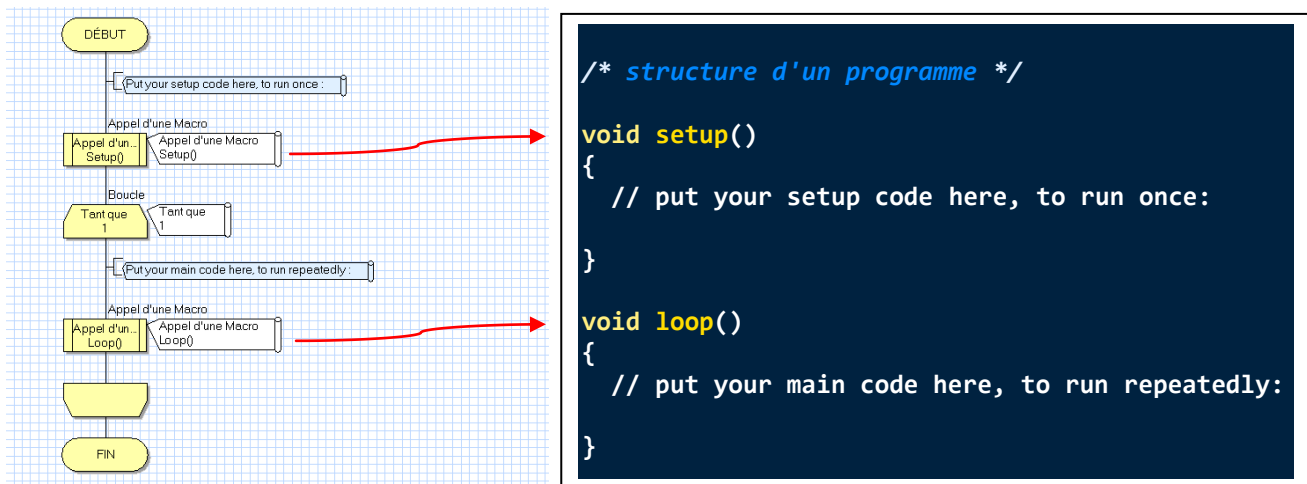 DÉBUT
Put your setup code here, to run once :
Appel d'une Macro
Appel d'un...
Setup()
Appel d'une Macro
Setup()
Boucle
Tant que
1
Tant que
1
Put your main code here, to run repeatedly :
Appel d'une Macro
Appel d'un...
Loop()
Appel d'une Macro
Loop()
FIN
/* structure d'un programme */
void setup()
{
// put your setup code here, to run once:
}
void loop()
{
// put your main code here, to run repeatedly:
}